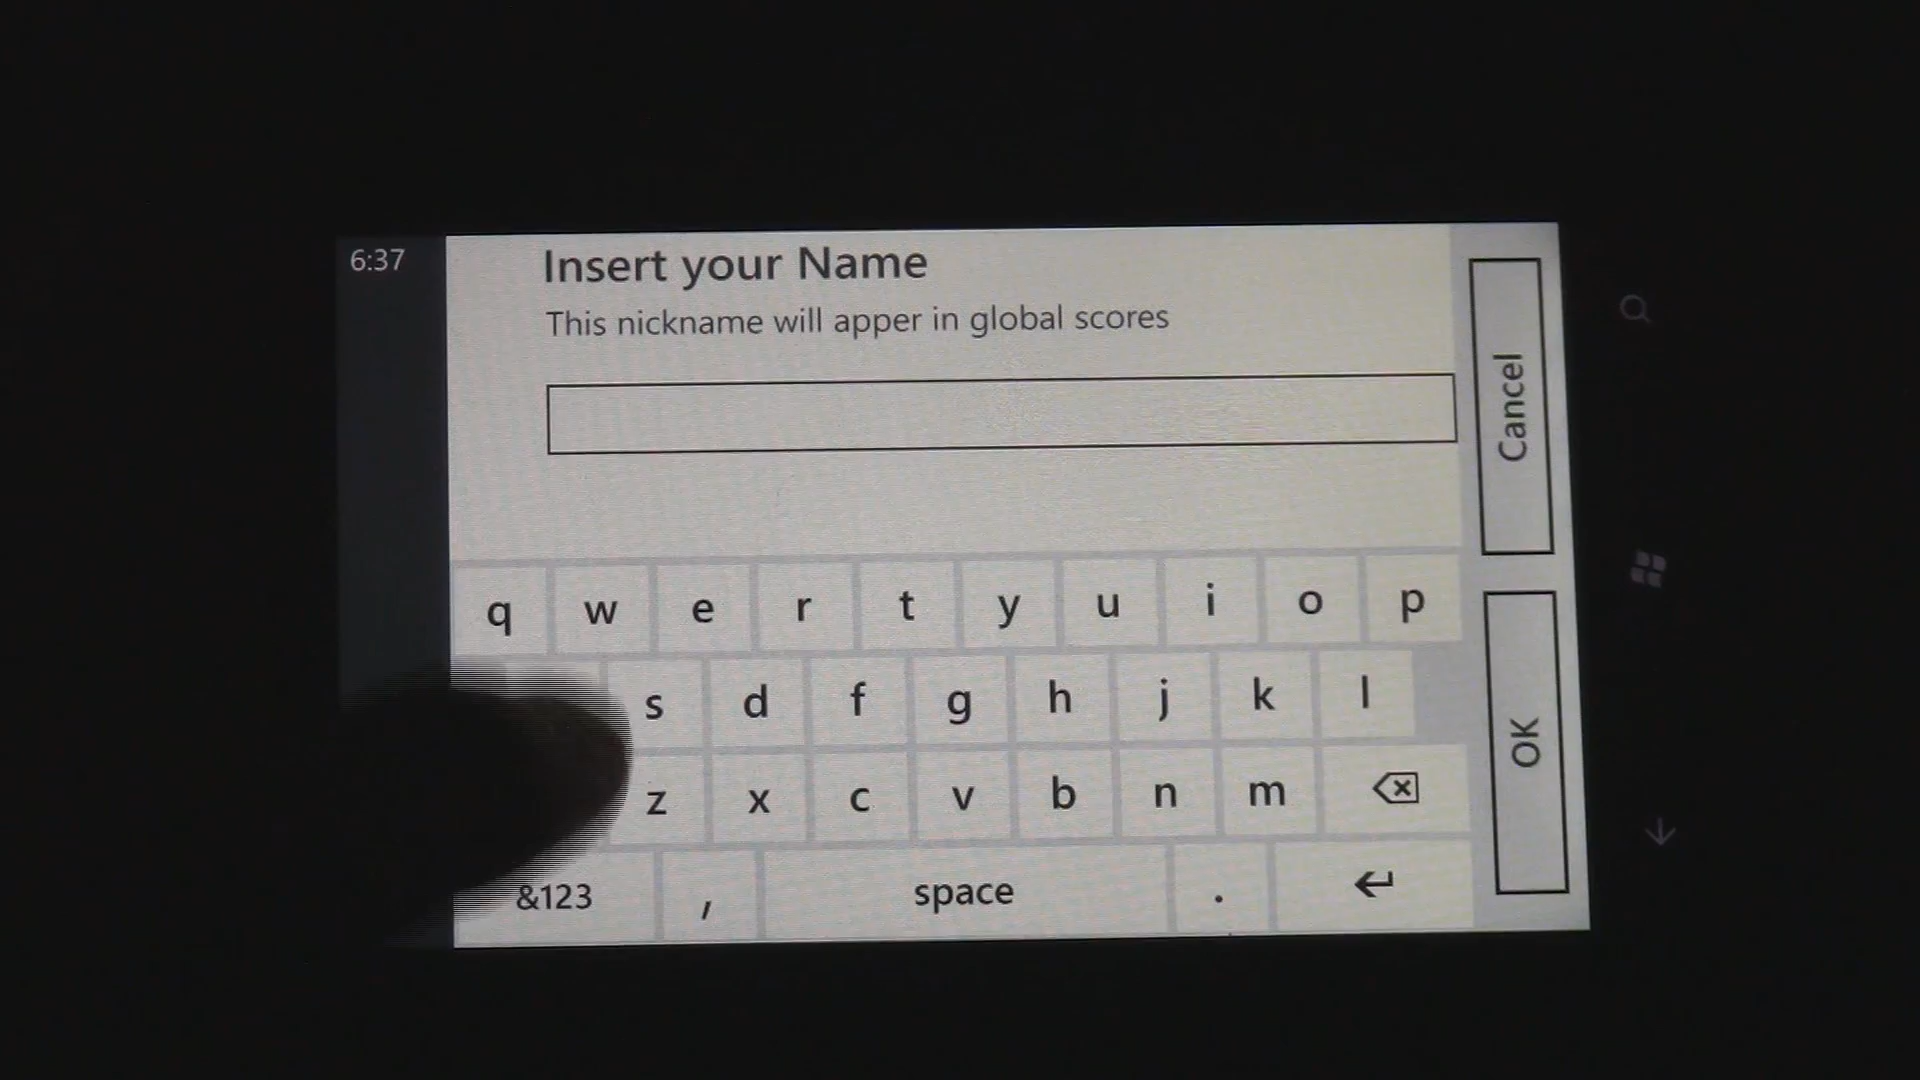 6:37
Insert your Name
This nickname will apper in global scores
Cancel
q w e r t y u i o p
s d f g h j k l
z x c v b n m
&123 , space .
OK